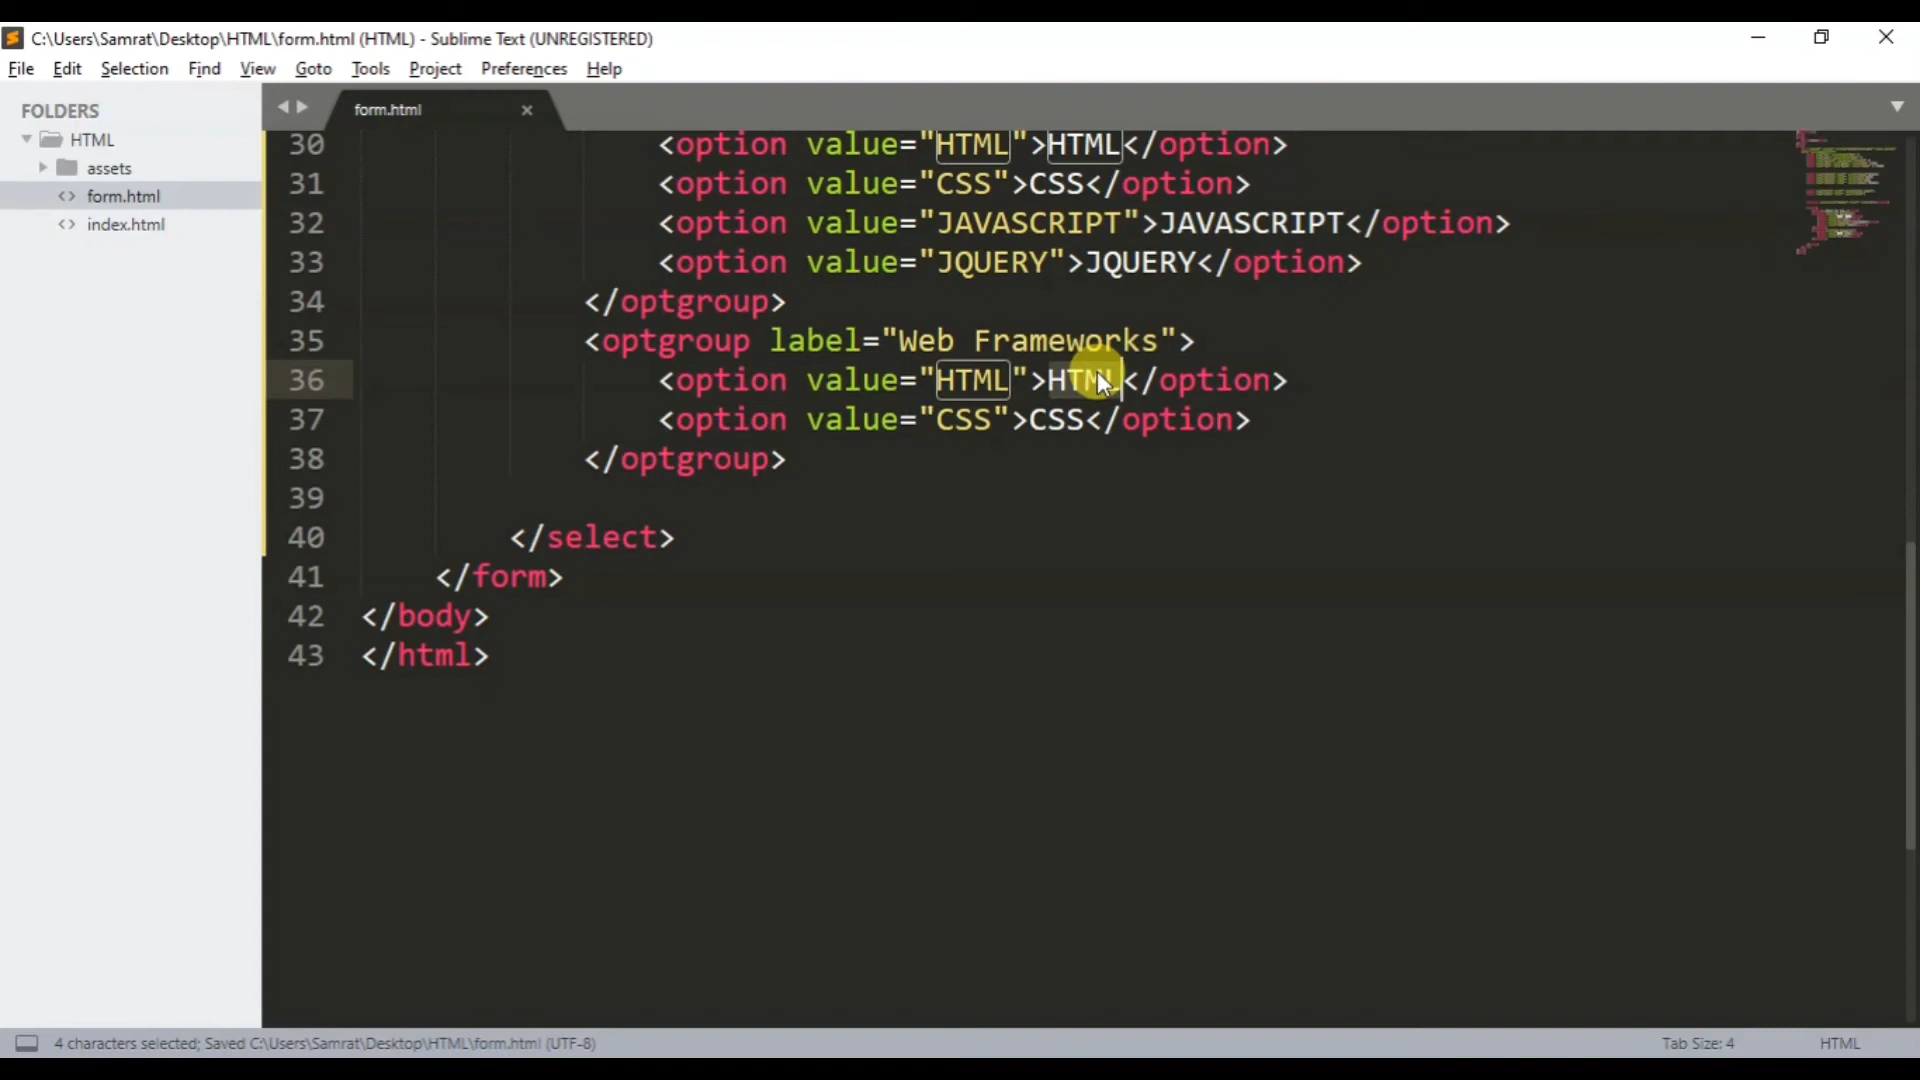 C:\Users\Samrat\Desktop\HTML\form.html (HTML) - Sublime Text (UNREGISTERED)
File Edit Selection Find View Goto Tools Project Preferences Help
FOLDERS
HTML
assets
form.html
index.html
form.html
30 <option value="HTML">HTML</option>
31 <option value="CSS">CSS</option>
32 <option value="JAVASCRIPT">JAVASCRIPT</option>
33 <option value="JQUERY">JQUERY</option>
34 </optgroup>
35 <optgroup label="Web Frameworks">
36 <option value="HTML">HTML</option>
37 <option value="CSS">CSS</option>
38 </optgroup>
39
40 </select>
41 </form>
42 </body>
43 </html>
4 characters selected; Saved C:\Users\Samrat\Desktop\HTML\form.html (UTF-8)
Tab Size: 4
HTML